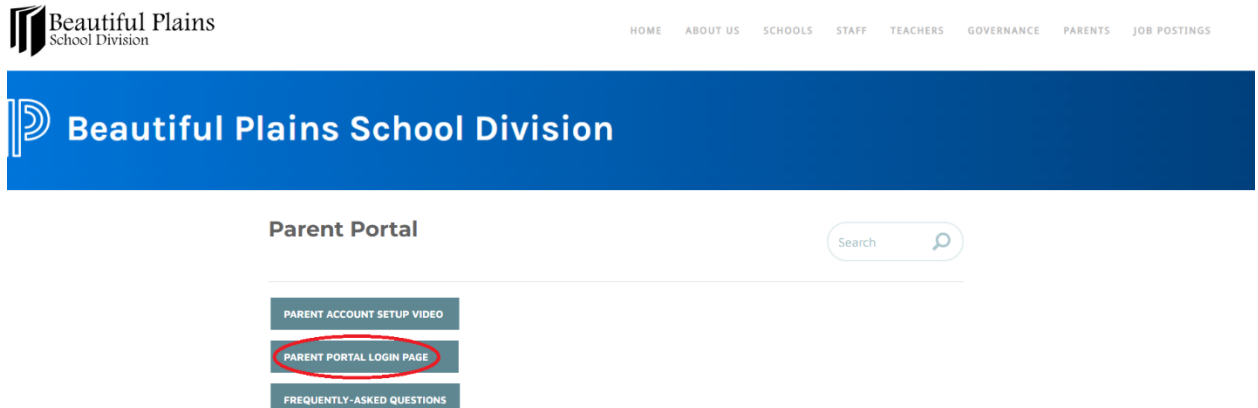 Beautiful Plains
School Division
HOME ABOUT US SCHOOLS STAFF TEACHERS GOVERNANCE PARENTS JOB POSTINGS
Beautiful Plains School Division
Parent Portal
Search
PARENT ACCOUNT SETUP VIDEO
PARENT PORTAL LOGIN PAGE
FREQUENTLY-ASKED QUESTIONS